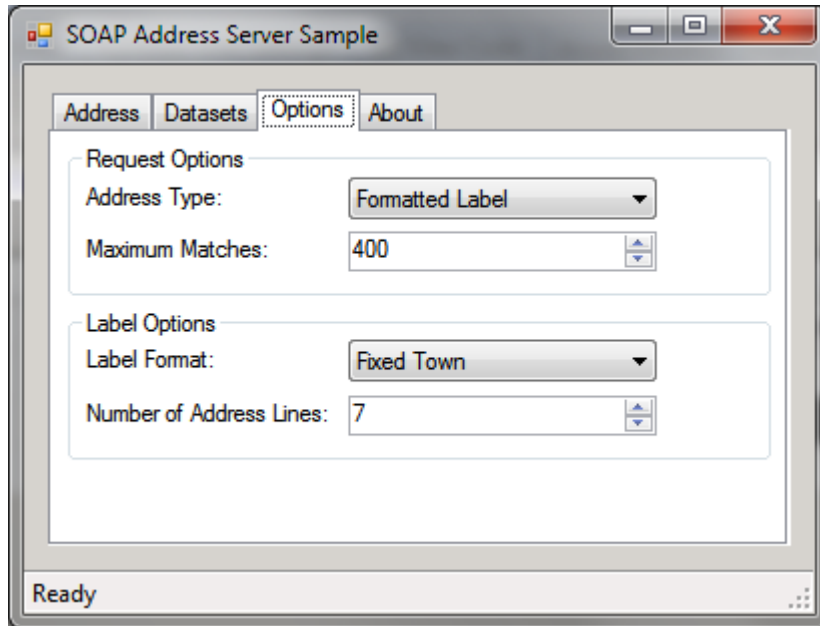 SOAP Address Server Sample
Address Datasets Options About
Request Options
Address Type: Formatted Label
Maximum Matches: 400
Label Options
Label Format: Fixed Town
Number of Address Lines: 7
Ready